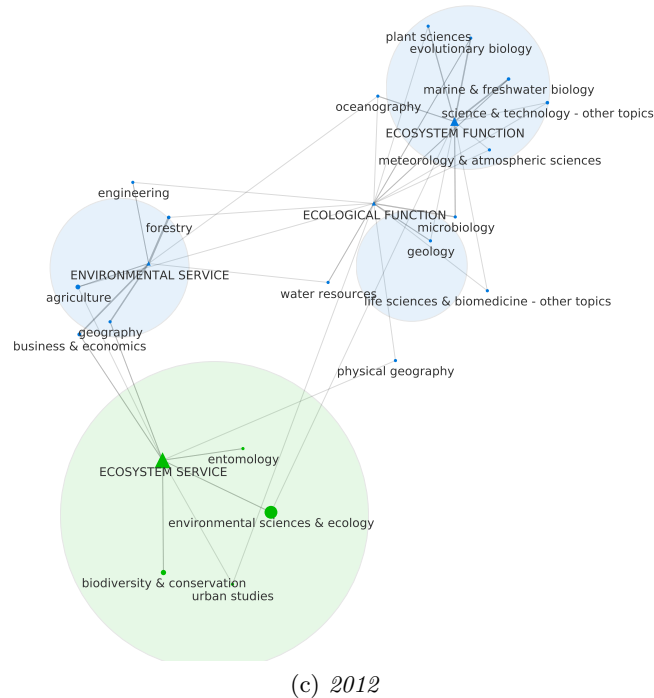 plant sciences
evolutionary biology
marine & freshwater biology
oceanography
science & technology - other topics
ECOSYSTEM FUNCTION
meteorology & atmospheric sciences
engineering
ECOLOGICAL FUNCTION
forestry
microbiology
geology
ENVIRONMENTAL SERVICE
agriculture
water resources
life sciences & biomedicine - other topics
geography
business & economics
physical geography
entomology
ECOSYSTEM SERVICE
environmental sciences & ecology
biodiversity & conservation
urban studies
(c) 2012